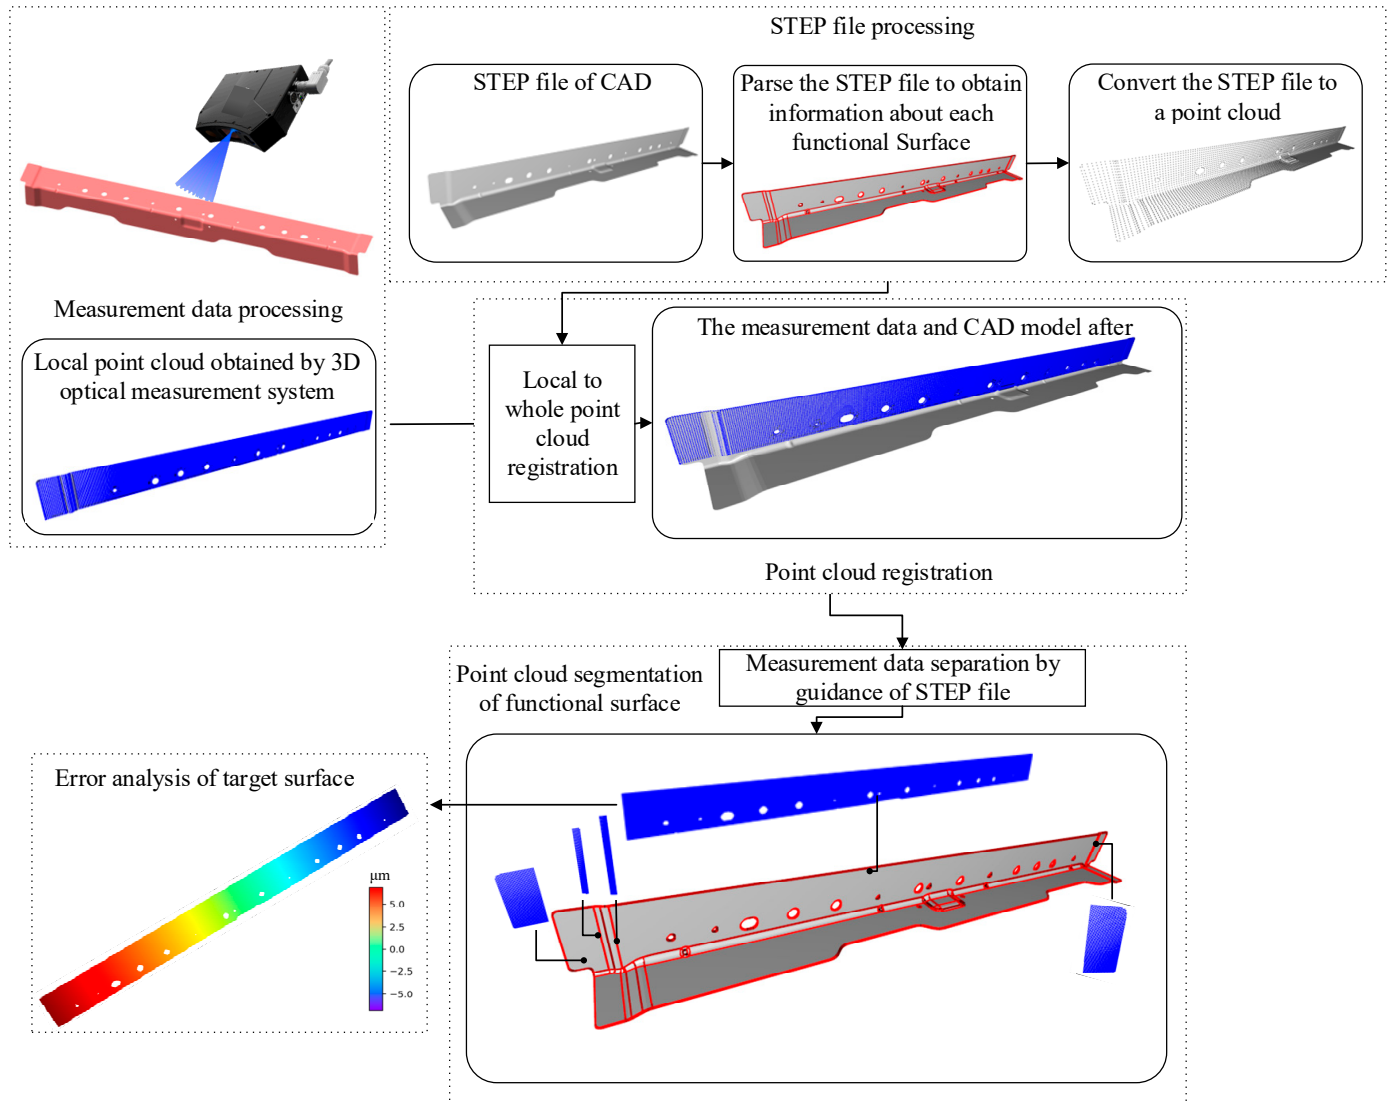 STEP file processing
STEP file of CAD
Parse the STEP file to obtain
information about each
functional Surface
Convert the STEP file to
a point cloud
Measurement data processing
Local point cloud obtained by 3D
optical measurement system
Local to
whole point
cloud
registration
The measurement data and CAD model after
Point cloud registration
Point cloud segmentation
of functional surface
Measurement data separation by
guidance of STEP file
Error analysis of target surface
μm
5.0
2.5
0.0
−2.5
−5.0